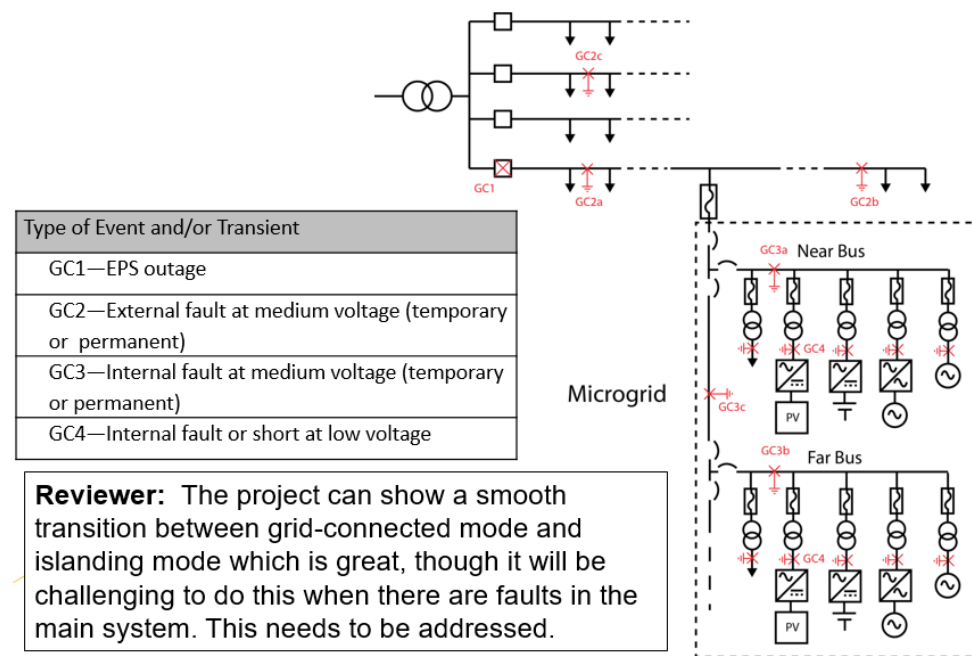 GC2c
GC1
GC2a
GC2b
Type of Event and/or Transient
GC1—EPS outage
GC2—External fault at medium voltage (temporary
or permanent)
GC3—Internal fault at medium voltage (temporary
or permanent)
GC4—Internal fault or short at low voltage
GC3a
Near Bus
GC4
PV
Microgrid
GC3c
GC3b
Far Bus
GC4
PV
Reviewer: The project can show a smooth
transition between grid-connected mode and
islanding mode which is great, though it will be
challenging to do this when there are faults in the
main system. This needs to be addressed.